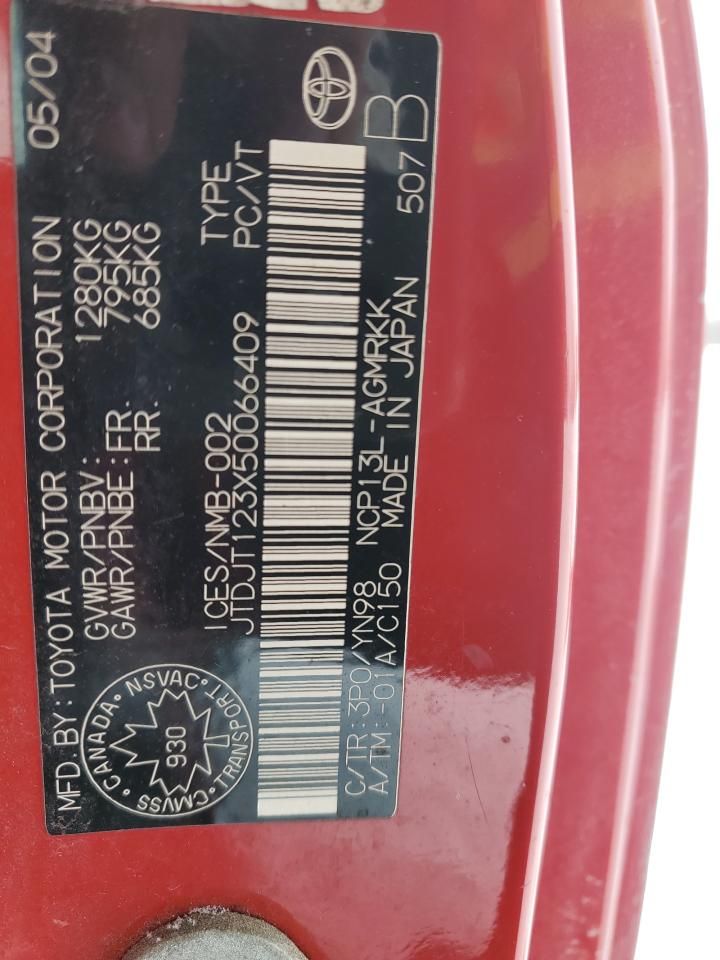 MFD. BY: TOYOTA MOTOR CORPORATION 05/04
GVWR/PNBV: 1280KG
GAWR/PNBE: FR. 795KG
RR. 685KG
CANADA • NSVAC • TRANSPORT • CMVSS •
930
ICES/NMB-002 TYPE
JTDJT123X50066409 PC/VT
C/TR: 3P0/YN98 NCP13L-AGMRKK
A/TM: -01A/C150 MADE IN JAPAN 507 B